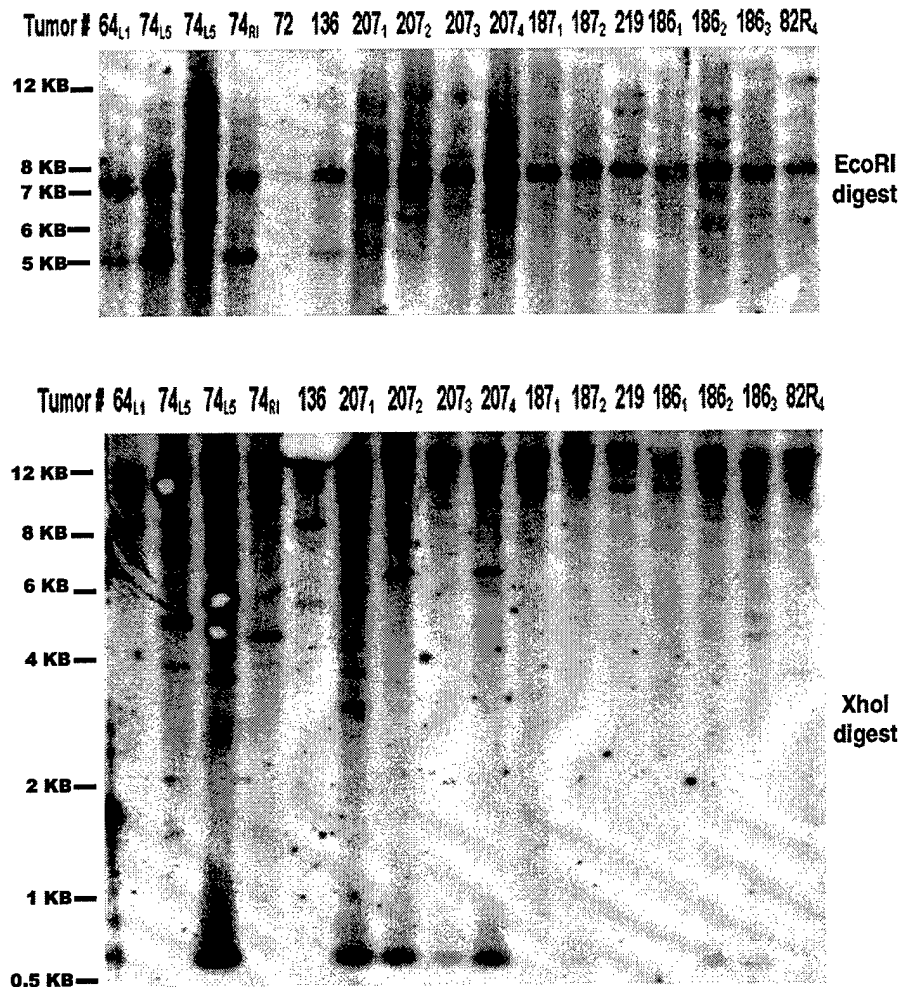 Tumor # 64L1 74L5 74L5 74RI 72 136 207₁ 207₂ 207₃ 207₄ 187₁ 187₂ 219 186₁ 186₂ 186₃ 82R₄
12 KB
8 KB
7 KB
6 KB
5 KB
EcoRI
digest
Tumor # 64L1 74L5 74L5 74RI 136 207₁ 207₂ 207₃ 207₄ 187₁ 187₂ 219 186₁ 186₂ 186₃ 82R₄
12 KB
8 KB
6 KB
4 KB
2 KB
1 KB
0.5 KB
XhoI
digest